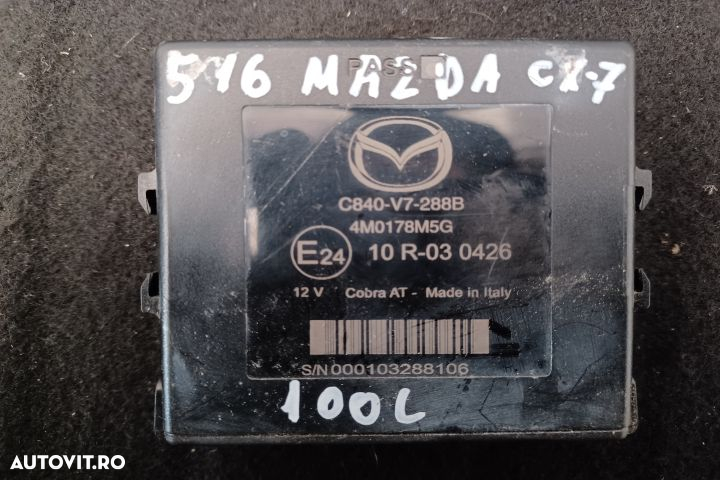 PASS
516 MAZDA CX-7
C840-V7-288B
4M0178M5G
E24 10 R-03 0426
12 V Cobra AT - Made in Italy
S/N 000103288106
100L
AUTOVIT.RO